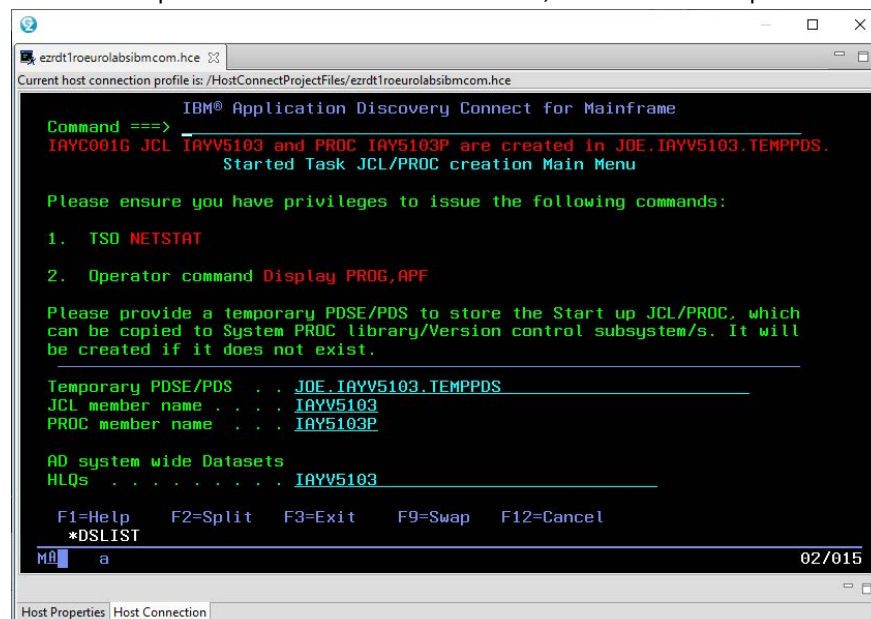 ezrdt1roeurolabsibmcom.hce
Current host connection profile is: /HostConnectProjectFiles/ezrdt1roeurolabsibmcom.hce
IBM® Application Discovery Connect for Mainframe
Command ===>
IAYC001G JCL IAYV5103 and PROC IAY5103P are created in JOE.IAYV5103.TEMPPDS.
Started Task JCL/PROC creation Main Menu
Please ensure you have privileges to issue the following commands:
1. TSO NETSTAT
2. Operator command Display PROG,APF
Please provide a temporary PDSE/PDS to store the Start up JCL/PROC, which
can be copied to System PROC library/Version control subsystem/s. It will
be created if it does not exist.
Temporary PDSE/PDS . . JOE.IAYV5103.TEMPPDS
JCL member name . . . . IAYV5103
PROC member name . . . IAY5103P
AD system wide Datasets
HLQs . . . . . . . . . IAYV5103
F1=Help F2=Split F3=Exit F9=Swap F12=Cancel
*DSLIST
MA a 02/015
Host Properties Host Connection